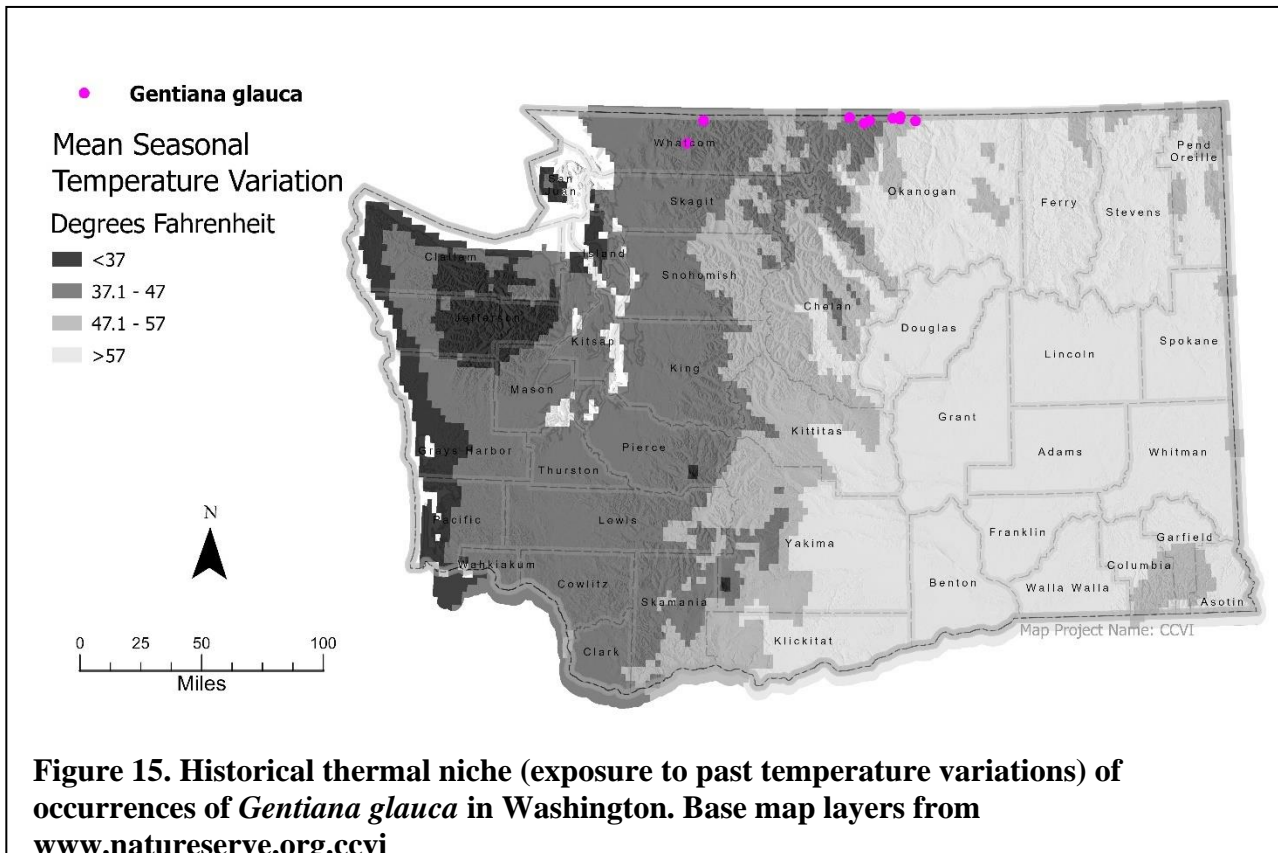 Gentiana glauca
Mean Seasonal
Temperature Variation
Degrees Fahrenheit
<37
37.1 - 47
47.1 - 57
>57
N
0 50 100
Miles
Whatcom
Pend
Oreille
San
Juan
Okanogan
Ferry
Stevens
Skagit
Clallam
Island
Snohomish
Chelan
Jefferson
Douglas
Kitsap
Lincoln
Spokane
King
Mason
Grant
Kittitas
Grays Harbor
Pierce
Adams
Whitman
Thurston
Pacific
Lewis
Yakima
Franklin
Garfield
Wahkiakum
Columbia
Cowlitz
Benton
Walla Walla
Skamania
Asotin
Map Project Name: CCVI
Klickitat
Clark
Figure 15. Historical thermal niche (exposure to past temperature variations) of
occurrences of Gentiana glauca in Washington. Base map layers from
www.natureserve.org.ccvi